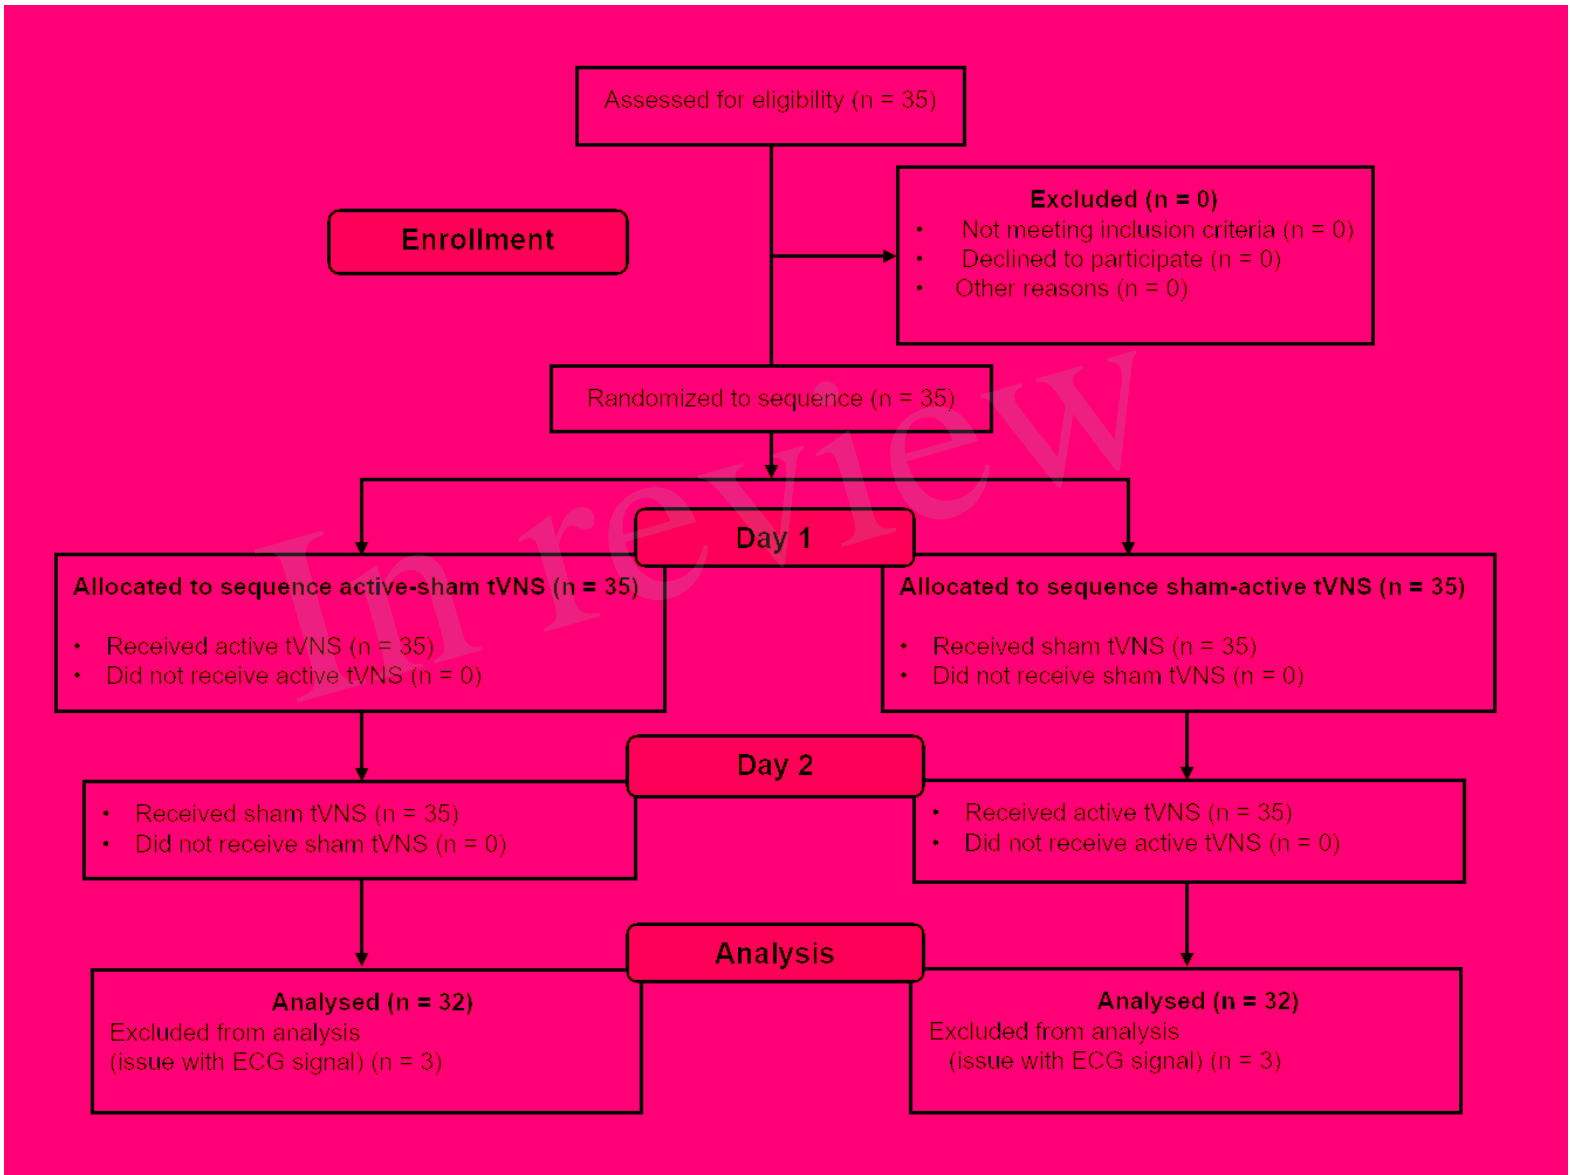 Assessed for eligibility (n = 35)
Enrollment
Excluded (n = 0)
• Not meeting inclusion criteria (n = 0)
• Declined to participate (n = 0)
• Other reasons (n = 0)
Randomized to sequence (n = 35)
Day 1
Allocated to sequence active-sham tVNS (n = 35)
• Received active tVNS (n = 35)
• Did not receive active tVNS (n = 0)
Allocated to sequence sham-active tVNS (n = 35)
• Received sham tVNS (n = 35)
• Did not receive sham tVNS (n = 0)
Day 2
• Received sham tVNS (n = 35)
• Did not receive sham tVNS (n = 0)
• Received active tVNS (n = 35)
• Did not receive active tVNS (n = 0)
Analysis
Analysed (n = 32)
Excluded from analysis
(issue with ECG signal) (n = 3)
Analysed (n = 32)
Excluded from analysis
(issue with ECG signal) (n = 3)
In review